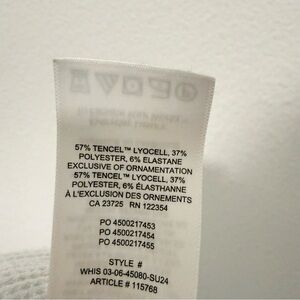 57% TENCEL™ LYOCELL, 37%
POLYESTER, 6% ELASTANE
EXCLUSIVE OF ORNAMENTATION
57% TENCEL™ LYOCELL, 37%
POLYESTER, 6% ÉLASTHANNE
À L'EXCLUSION DES ORNEMENTS
CA 23725 RN 122354
PO 4500217453
PO 4500217454
PO 4500217455
STYLE #
WHIS 03-06-45080-SU24
ARTICLE # 115768